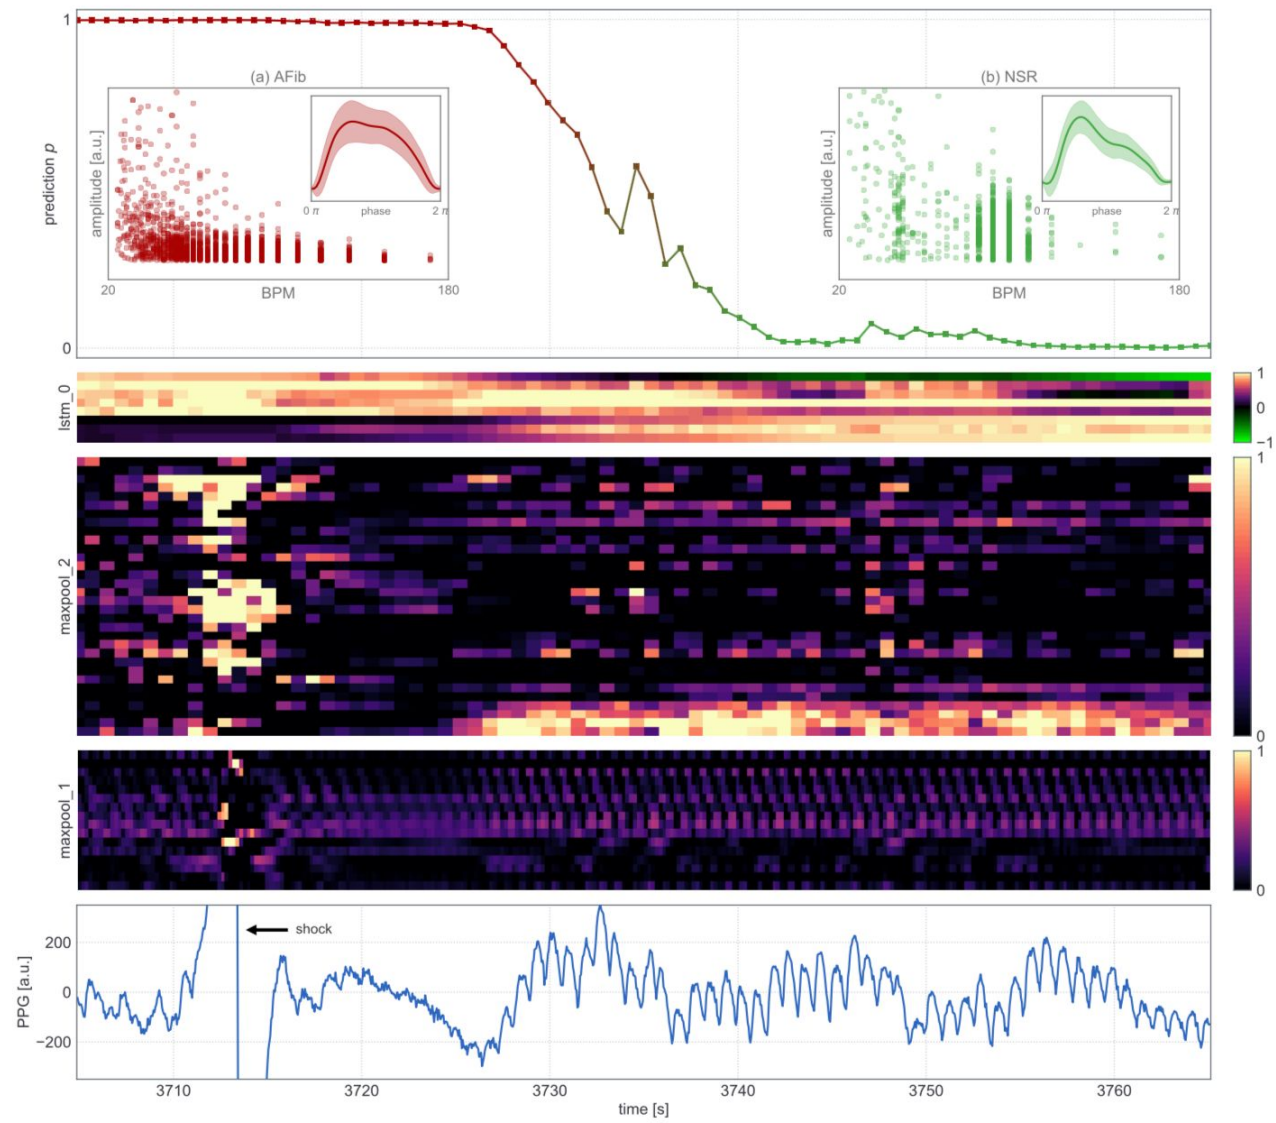 1
prediction p
0
(a) AFib
amplitude [a.u.]
0 π phase 2 π
20 BPM 180
(b) NSR
amplitude [a.u.]
0 π phase 2 π
20 BPM 180
lstm_0
1
0
−1
maxpool_2
1
0
maxpool_1
1
0
PPG [a.u.]
200
0
−200
shock
3710 3720 3730 3740 3750 3760
time [s]